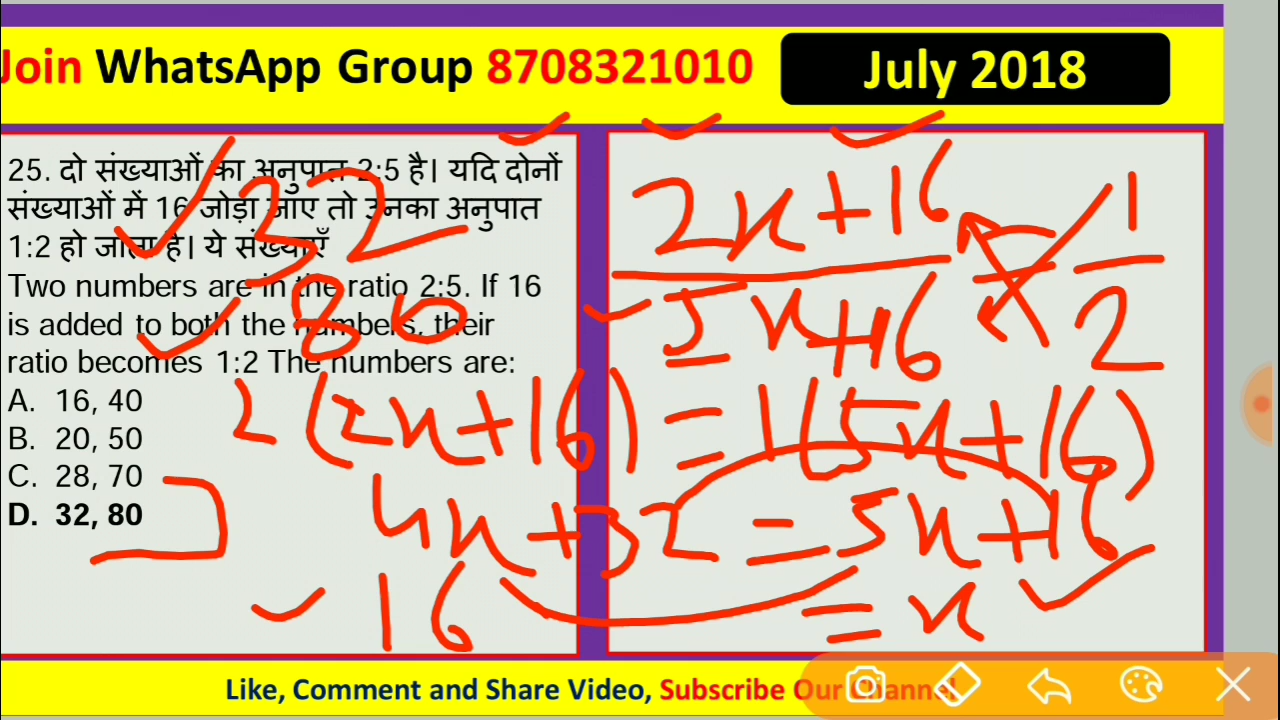 Join WhatsApp Group 8708321010
July 2018
25. दो संख्याओं का अनुपात 2:5 है। यदि दोनों
संख्याओं में 16 जोड़ा जाए तो उनका अनुपात
1:2 हो जाता है। ये संख्याएँ
Two numbers are in the ratio 2:5. If 16
is added to both the numbers, their
ratio becomes 1:2 The numbers are:
A. 16, 40
B. 20, 50
C. 28, 70
D. 32, 80
32
80
2x+16
5x+16
=
1
2
2(2x+16) = 1(5x+16)
4x+32 = 5x+16
16 = x
Like, Comment and Share Video, Subscribe Our Channel